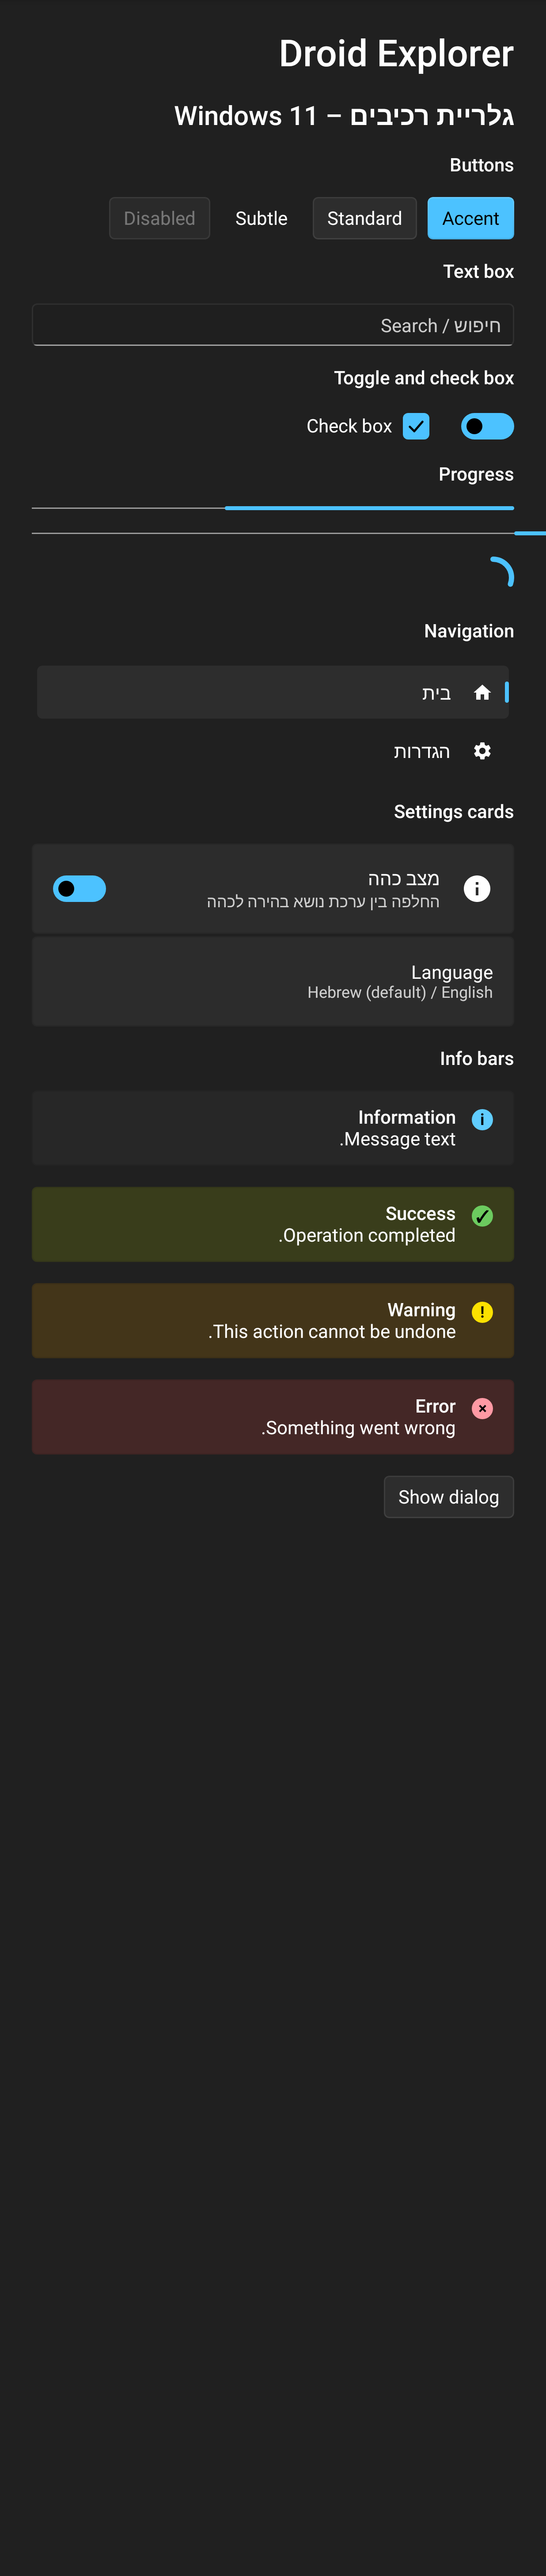 Droid Explorer
גלריית רכיבים – Windows 11
Buttons
Accent
Standard
Subtle
Disabled
Text box
חיפוש / Search
Toggle and check box
Check box
Progress
Navigation
בית
הגדרות
Settings cards
מצב כהה
החלפה בין ערכת נושא בהירה לכהה
Language
Hebrew (default) / English
Info bars
Information
Message text.
Success
Operation completed.
Warning
This action cannot be undone.
Error
Something went wrong.
Show dialog